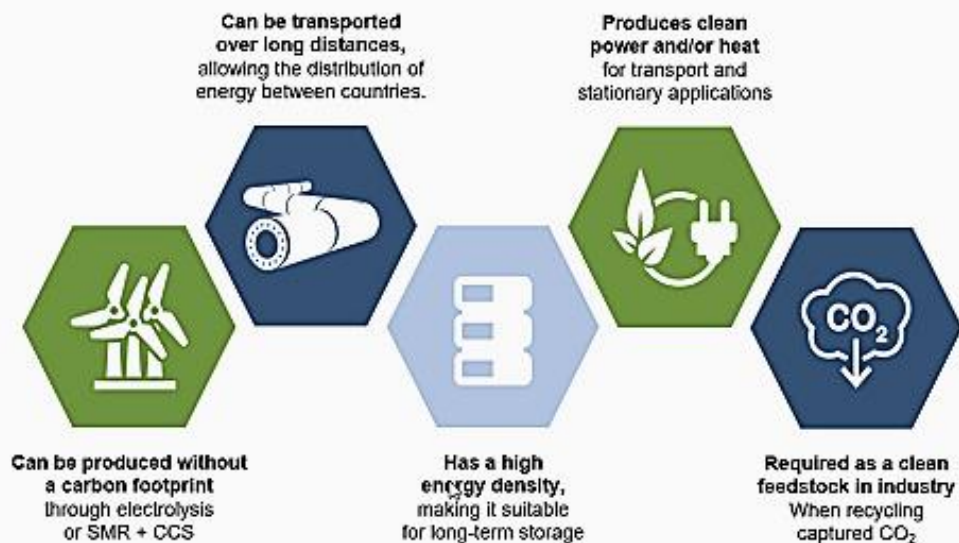 Can be transported
over long distances,
allowing the distribution of
energy between countries.
Produces clean
power and/or heat
for transport and
stationary applications
CO2
Can be produced without
a carbon footprint
through electrolysis
or SMR + CCS
Has a high
energy density,
making it suitable
for long-term storage
Required as a clean
feedstock in industry
When recycling
captured CO2